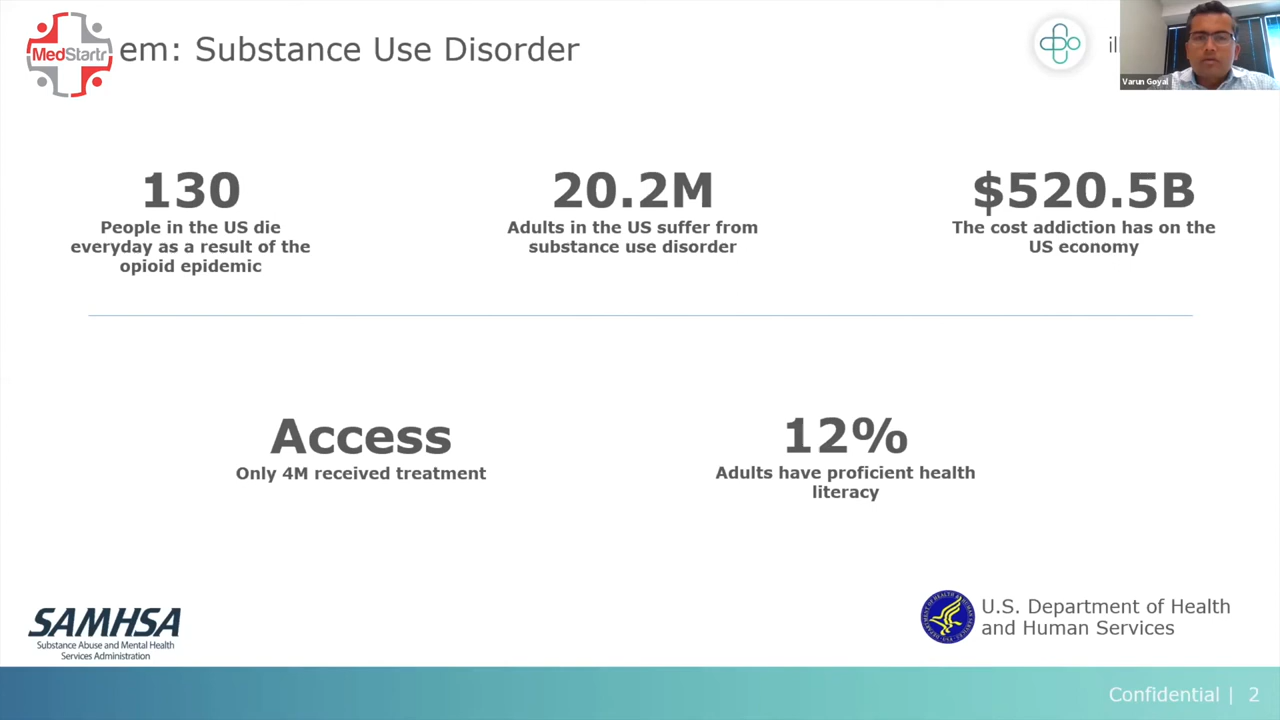 MedStartr
em: Substance Use Disorder
Varun Goyal
130
People in the US die
everyday as a result of the
opioid epidemic
20.2M
Adults in the US suffer from
substance use disorder
$520.5B
The cost addiction has on the
US economy
Access
Only 4M received treatment
12%
Adults have proficient health
literacy
SAMHSA
Substance Abuse and Mental Health
Services Administration
U.S. Department of Health
and Human Services
Confidential | 2